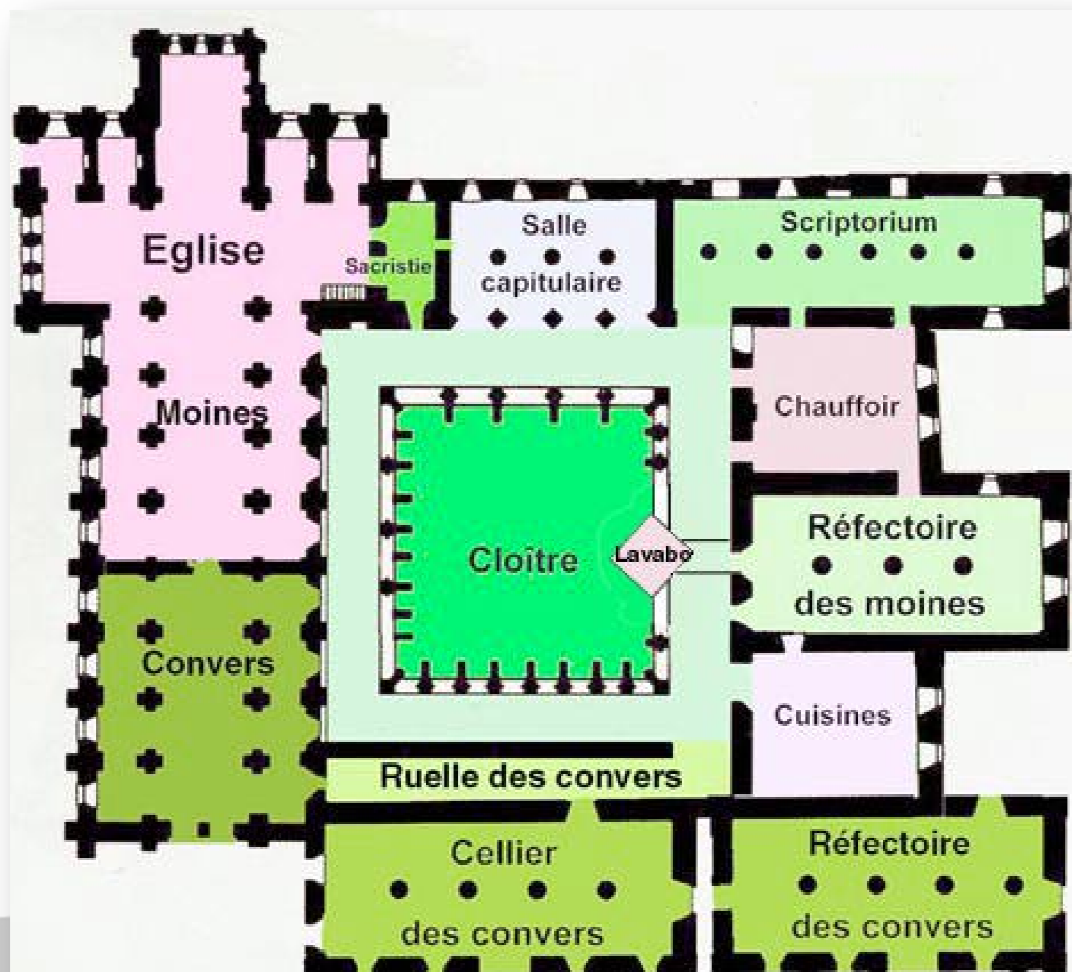 Salle
Scriptorium
Eglise
Sacristie
capitulaire
Chauffoir
Moines
Réfectoire
Cloître
Lavabo
des moines
Convers
Cuisines
Ruelle des convers
Cellier
Réfectoire
des convers
des convers